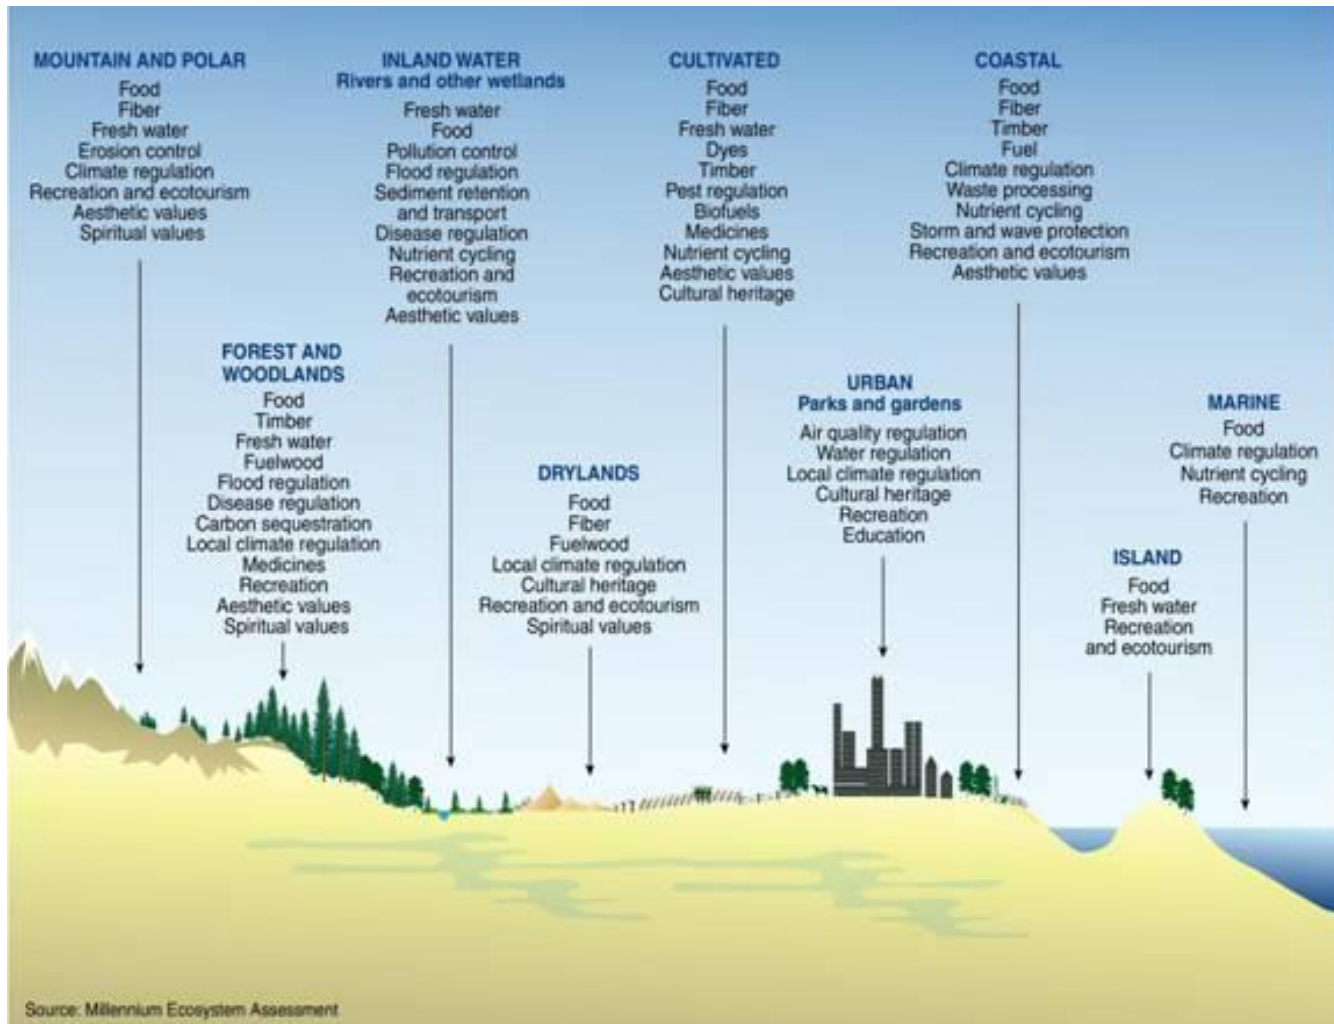 MOUNTAIN AND POLAR
Food
Fiber
Fresh water
Erosion control
Climate regulation
Recreation and ecotourism
Aesthetic values
Spiritual values
INLAND WATER
Rivers and other wetlands
Fresh water
Food
Pollution control
Flood regulation
Sediment retention
and transport
Disease regulation
Nutrient cycling
Recreation and
ecotourism
Aesthetic values
CULTIVATED
Food
Fiber
Fresh water
Dyes
Timber
Pest regulation
Biofuels
Medicines
Nutrient cycling
Aesthetic values
Cultural heritage
COASTAL
Food
Fiber
Timber
Fuel
Climate regulation
Waste processing
Nutrient cycling
Storm and wave protection
Recreation and ecotourism
Aesthetic values
FOREST AND
WOODLANDS
Food
Timber
Fresh water
Fuelwood
Flood regulation
Disease regulation
Carbon sequestration
Local climate regulation
Medicines
Recreation
Aesthetic values
Spiritual values
DRYLANDS
Food
Fiber
Fuelwood
Local climate regulation
Cultural heritage
Recreation and ecotourism
Spiritual values
URBAN
Parks and gardens
Air quality regulation
Water regulation
Local climate regulation
Cultural heritage
Recreation
Education
MARINE
Food
Climate regulation
Nutrient cycling
Recreation
ISLAND
Food
Fresh water
Recreation
and ecotourism
Source: Millennium Ecosystem Assessment